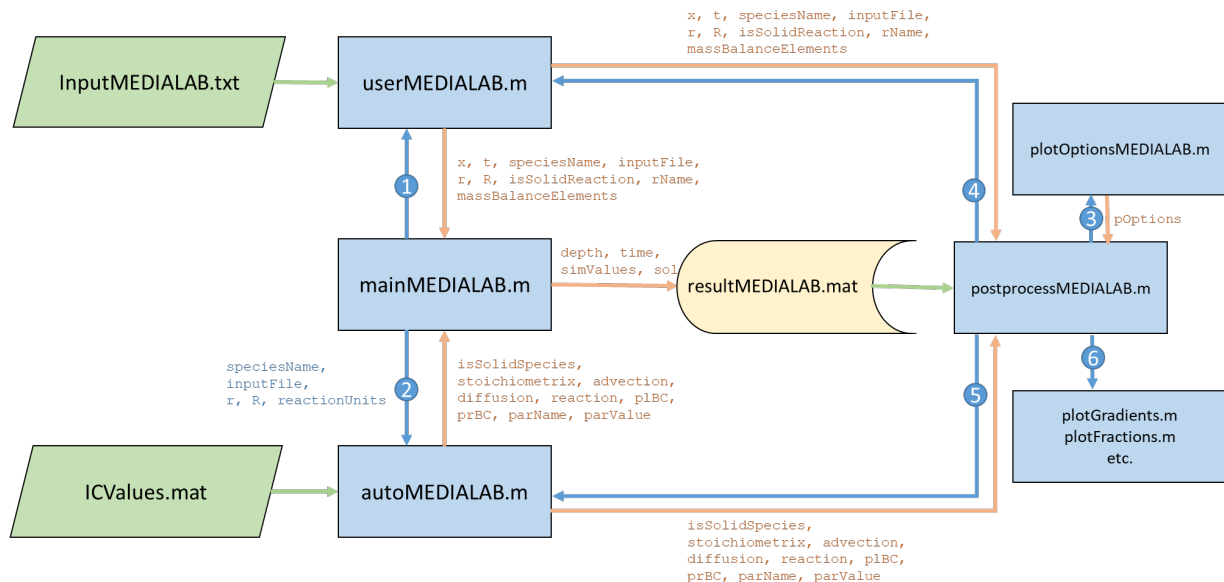 x, t, speciesName, inputFile,
r, R, isSolidReaction, rName,
massBalanceElements
InputMEDIALAB.txt
userMEDIALAB.m
plotOptionsMEDIALAB.m
1
x, t, speciesName, inputFile,
r, R, isSolidReaction, rName,
massBalanceElements
4
3
pOptions
mainMEDIALAB.m
depth, time,
simValues, sol
resultMEDIALAB.mat
postprocessMEDIALAB.m
speciesName,
inputFile,
r, R, reactionUnits
2
isSolidSpecies,
stoichiometrix, advection,
diffusion, reaction, plBC,
prBC, parName, parValue
5
6
plotGradients.m
plotFractions.m
etc.
ICValues.mat
autoMEDIALAB.m
isSolidSpecies,
stoichiometrix, advection,
diffusion, reaction, plBC,
prBC, parName, parValue